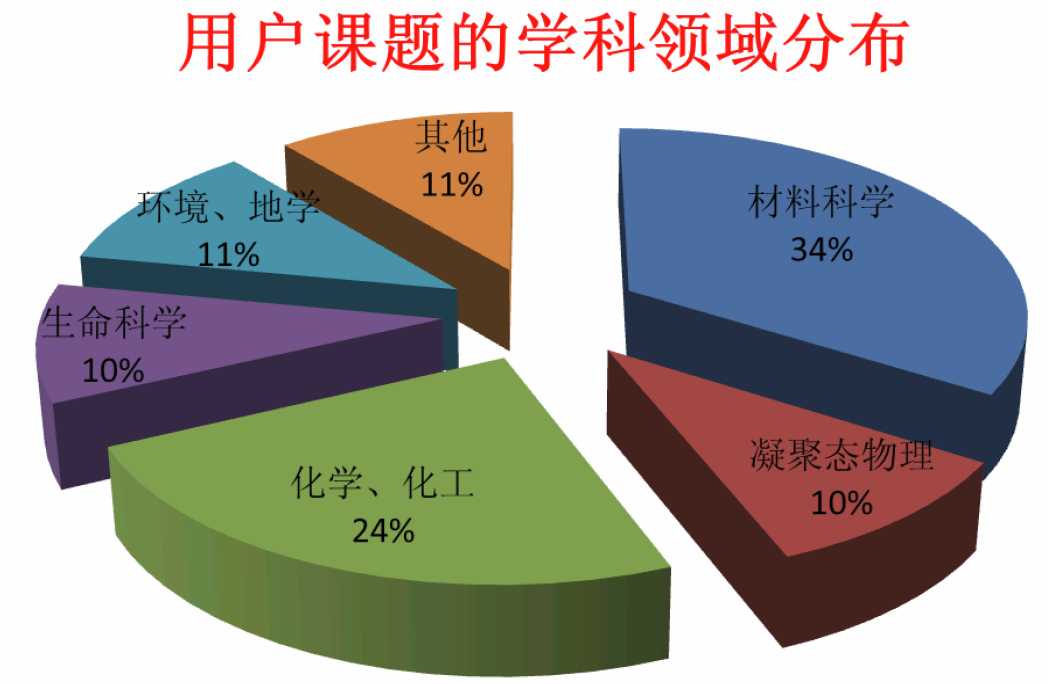 用户课题的学科领域分布
其他
11%
材料科学
34%
环境、地学
11%
生命科学
10%
凝聚态物理
10%
化学、化工
24%